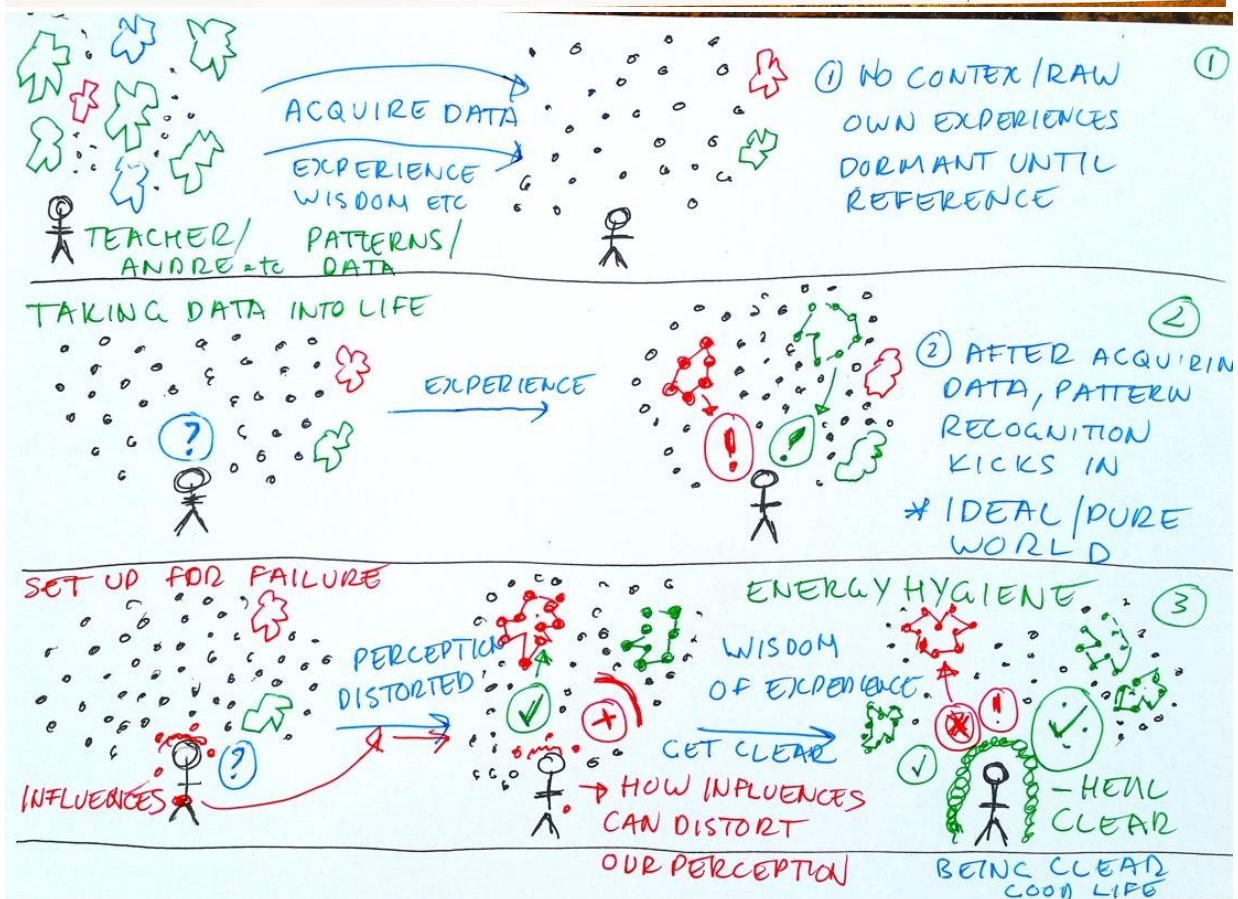 1
ACQUIRE DATA
EXPERIENCE
WISDOM ETC
TEACHER/
ANDRE etc
PATTERNS/
DATA
1 NO CONTEX/RAW
OWN EXPERIENCES
DORMANT UNTIL
REFERENCE
TAKING DATA INTO LIFE
2
?
EXPERIENCE
!
!
2 AFTER ACQUIRIN
DATA, PATTERN
RECOGNITION
KICKS IN
* IDEAL/PURE
WORLD
SET UP FOR FAILURE
?
INFLUENCES
PERCEPTION
DISTORTED
→ HOW INFLUENCES
CAN DISTORT
OUR PERCEPTION
ENERGY HYGIENE
3
WISDOM
OF EXPERIENCE
GET CLEAR
!
- HEAL
CLEAR
BEING CLEAR
GOOD LIFE